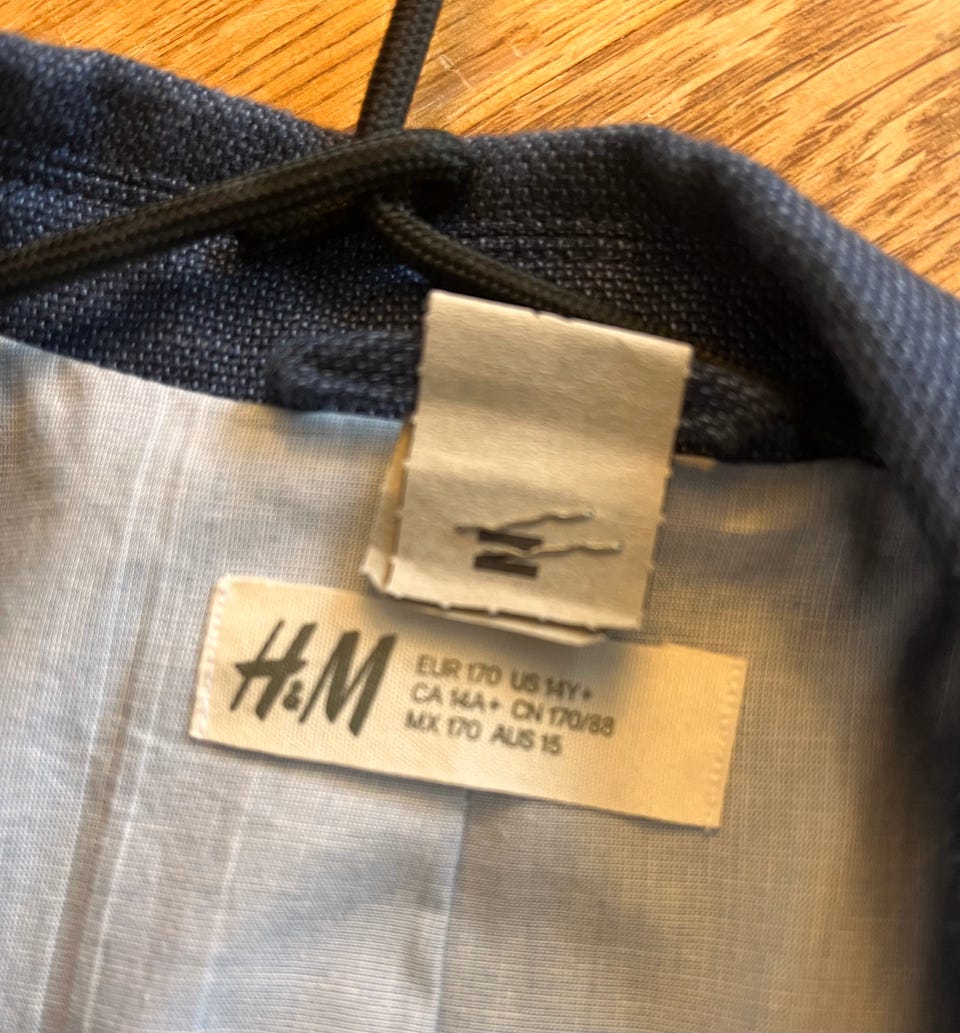 H&M
EUR 170 US 14Y+
CA 14A+ CN 170/88
MX 170 AUS 15